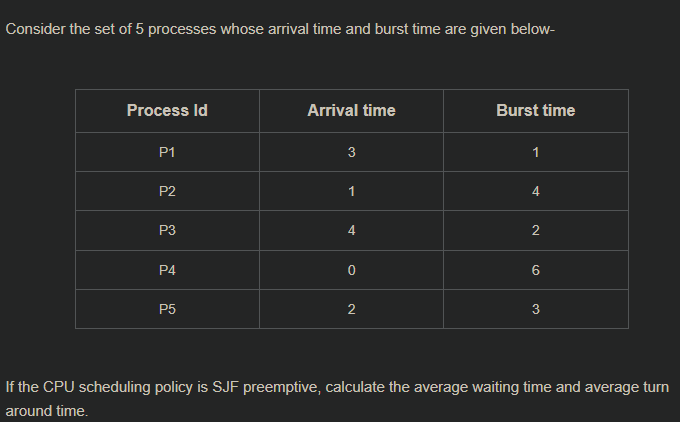 Consider the set of 5 processes whose arrival time and burst time are given below-
Process Id Arrival time Burst time
P1 3 1
P2 1 4
P3 4 2
P4 0 6
P5 2 3
If the CPU scheduling policy is SJF preemptive, calculate the average waiting time and average turn
around time.